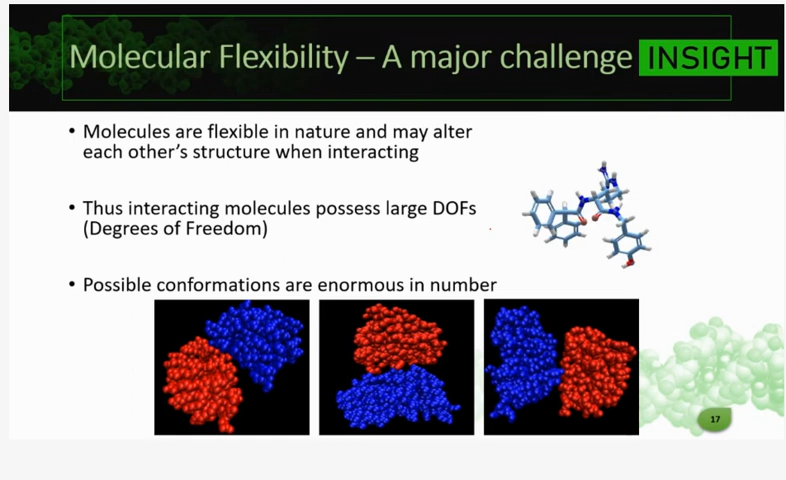 Molecular Flexibility – A major challenge INSIGHT
• Molecules are flexible in nature and may alter
each other's structure when interacting
• Thus interacting molecules possess large DOFs
(Degrees of Freedom)
• Possible conformations are enormous in number
17